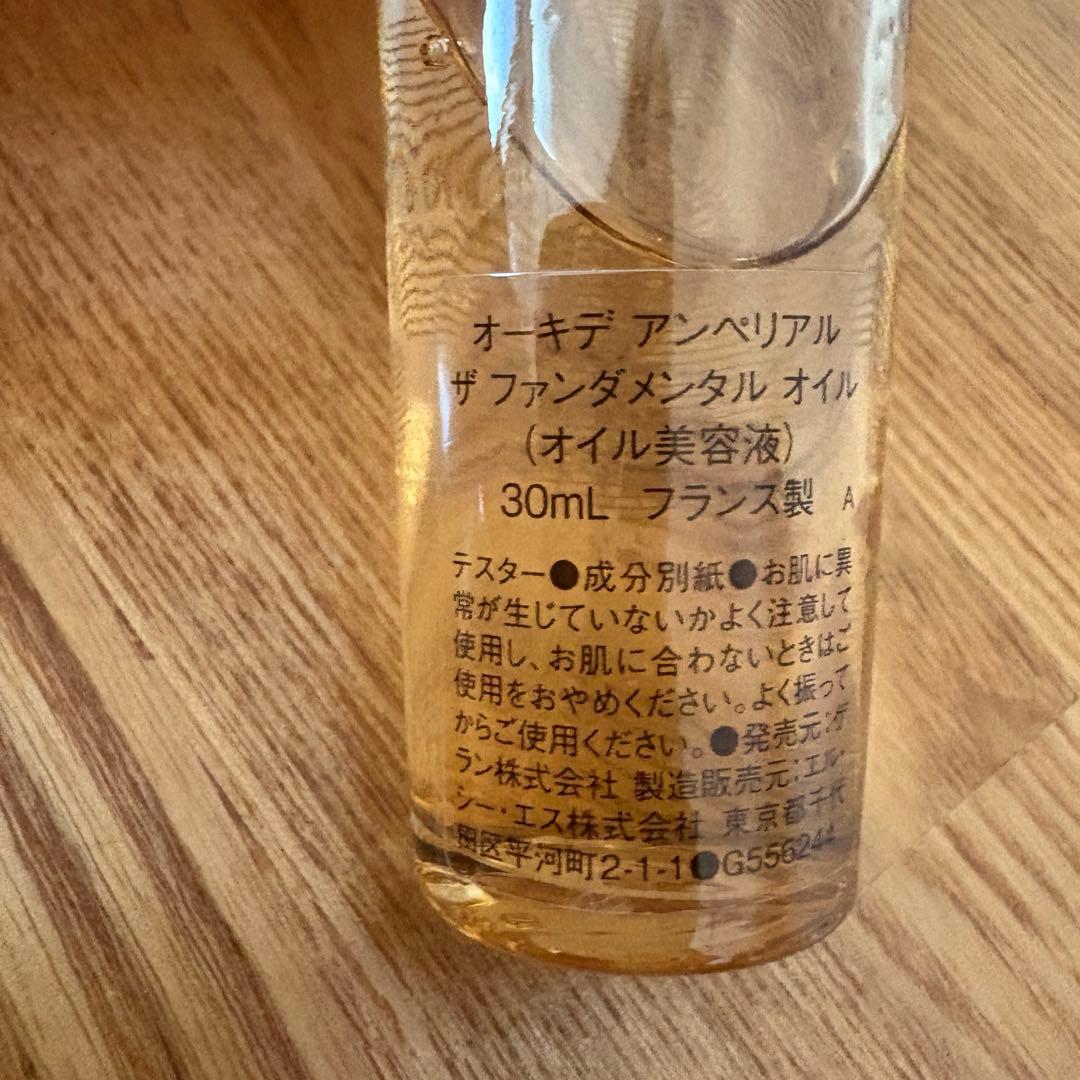 オーキデ アンペリアル
ザ ファンダメンタル オイル
(オイル美容液)
30mL フランス製 A
テスター●成分別紙●お肌に異
常が生じていないかよく注意して
使用し、お肌に合わないときはご
使用をおやめください。よく振って
からご使用ください。●発売元:ゲ
ラン株式会社 製造販売元:エル・
シー・エス株式会社 東京都千代
田区平河町2-1-1●G556244